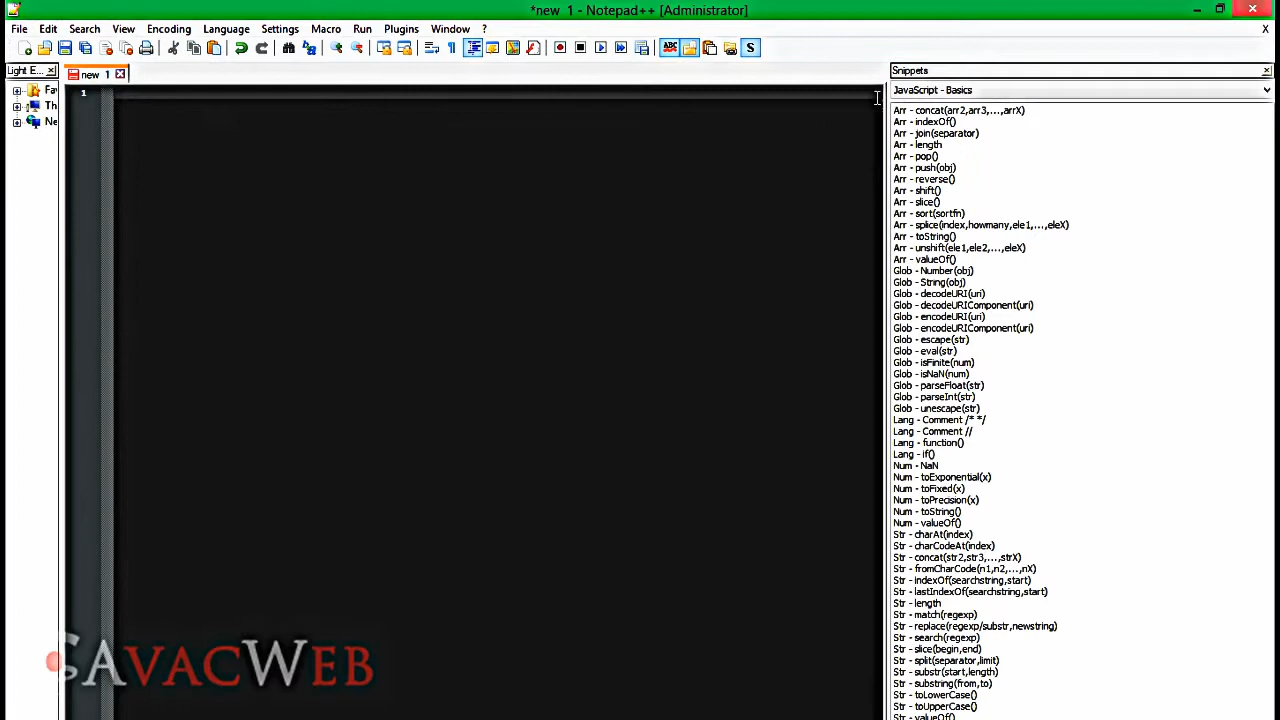 *new 1 - Notepad++ [Administrator]
File Edit Search View Encoding Language Settings Macro Run Plugins Window ? X
Light E...
new 1
Snippets
Fav
Th
Ne
1
JavaScript - Basics
Arr - concat(arr2,arr3,...,arrX)
Arr - indexOf()
Arr - join(separator)
Arr - length
Arr - pop()
Arr - push(obj)
Arr - reverse()
Arr - shift()
Arr - slice()
Arr - sort(sortfn)
Arr - splice(index,howmany,ele1,...,eleX)
Arr - toString()
Arr - unshift(ele1,ele2,...,eleX)
Arr - valueOf()
Glob - Number(obj)
Glob - String(obj)
Glob - decodeURI(uri)
Glob - decodeURIComponent(uri)
Glob - encodeURI(uri)
Glob - encodeURIComponent(uri)
Glob - escape(str)
Glob - eval(str)
Glob - isFinite(num)
Glob - isNaN(num)
Glob - parseFloat(str)
Glob - parseInt(str)
Glob - unescape(str)
Lang - Comment /* */
Lang - Comment //
Lang - function()
Lang - if()
Num - NaN
Num - toExponential(x)
Num - toFixed(x)
Num - toPrecision(x)
Num - toString()
Num - valueOf()
Str - charAt(index)
Str - charCodeAt(index)
Str - concat(str2,str3,...,strX)
Str - fromCharCode(n1,n2,...,nX)
Str - indexOf(searchstring,start)
Str - lastIndexOf(searchstring,start)
Str - length
Str - match(regexp)
Str - replace(regexp/substr,newstring)
Str - search(regexp)
Str - slice(begin,end)
Str - split(separator,limit)
Str - substr(start,length)
Str - substring(from,to)
Str - toLowerCase()
Str - toUpperCase()
Str - valueOf()
SAVACWEB